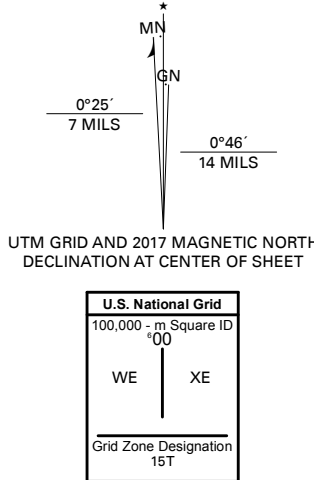 ★
MN
GN
0°25´
7 MILS
0°46´
14 MILS
UTM GRID AND 2017 MAGNETIC NORTH
DECLINATION AT CENTER OF SHEET
U.S. National Grid
100,000 - m Square ID
⁶00
WE XE
Grid Zone Designation
15T